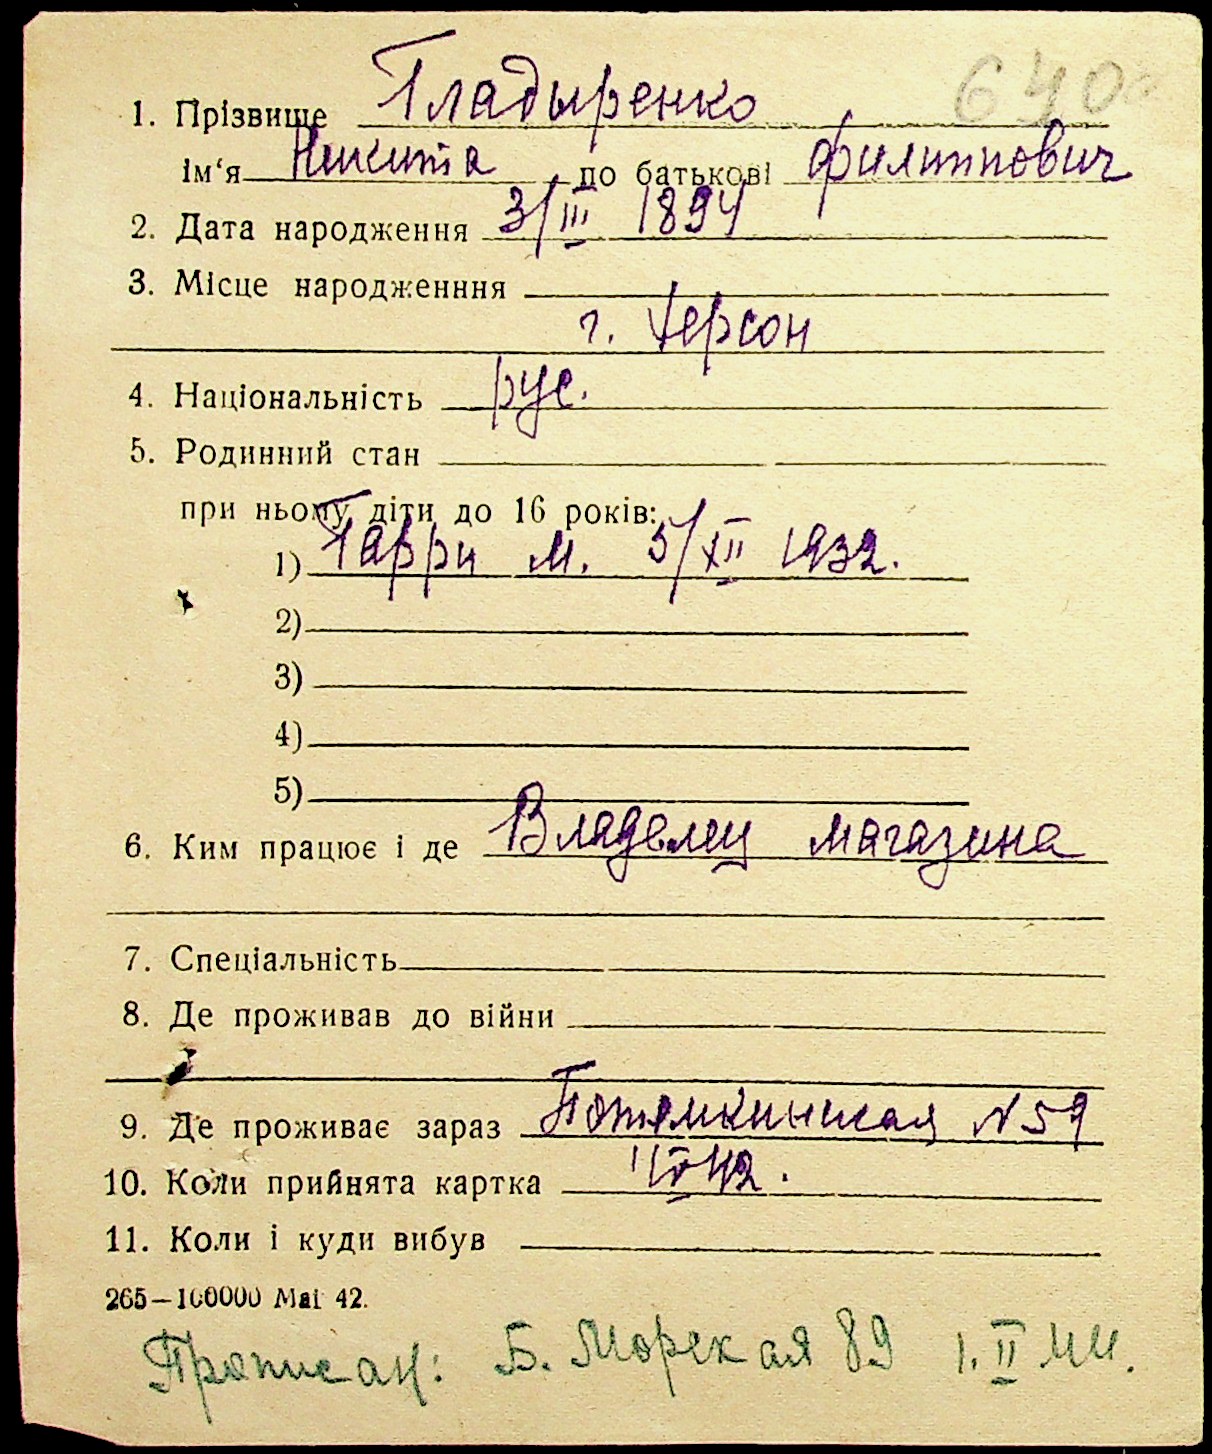 640
1. Прізвище Гладыренко
ім‘я Никита по батькові Филиппович
2. Дата народження 3/III 1894
3. Місце народженння
г. Херсон
4. Національність рус.
5. Родинний стан
при ньому діти до 16 років:
1) Гарри М. 5/XII 1932.
2)
3)
4)
5)
6. Ким працює і де Владелец магазина
7. Спеціальність
8. Де проживав до війни
9. Де проживає зараз Потемкинская N 59
10. Коли прийнята картка 42.
11. Коли і куди вибув
265—100000 Mai 42.
Прописан: Б. Морская 89 1.II 44.